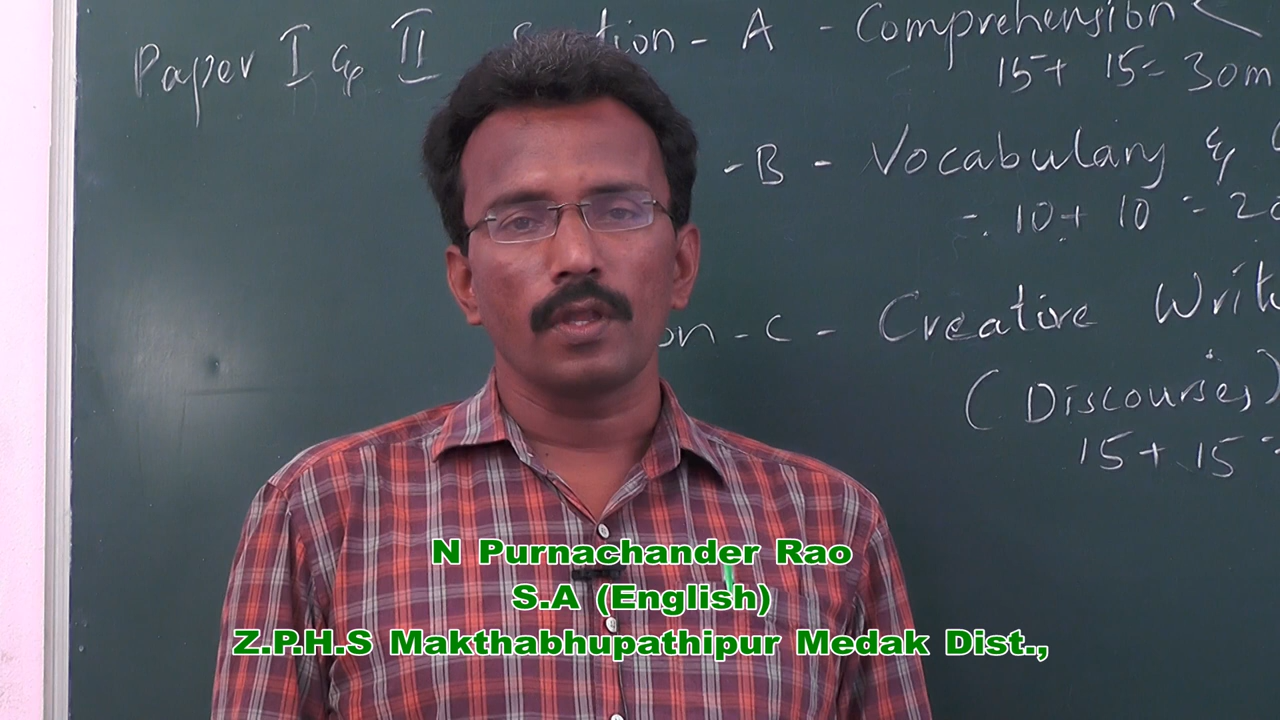 Paper I & II Section - A - Comprehension
15+ 15= 30m
- B - Vocabulary &
= 10+ 10 = 20
on - C - Creative Write
(Discourses)
15+ 15 =
N Purnachander Rao
S.A (English)
Z.P.H.S Makthabhupathipur Medak Dist.,